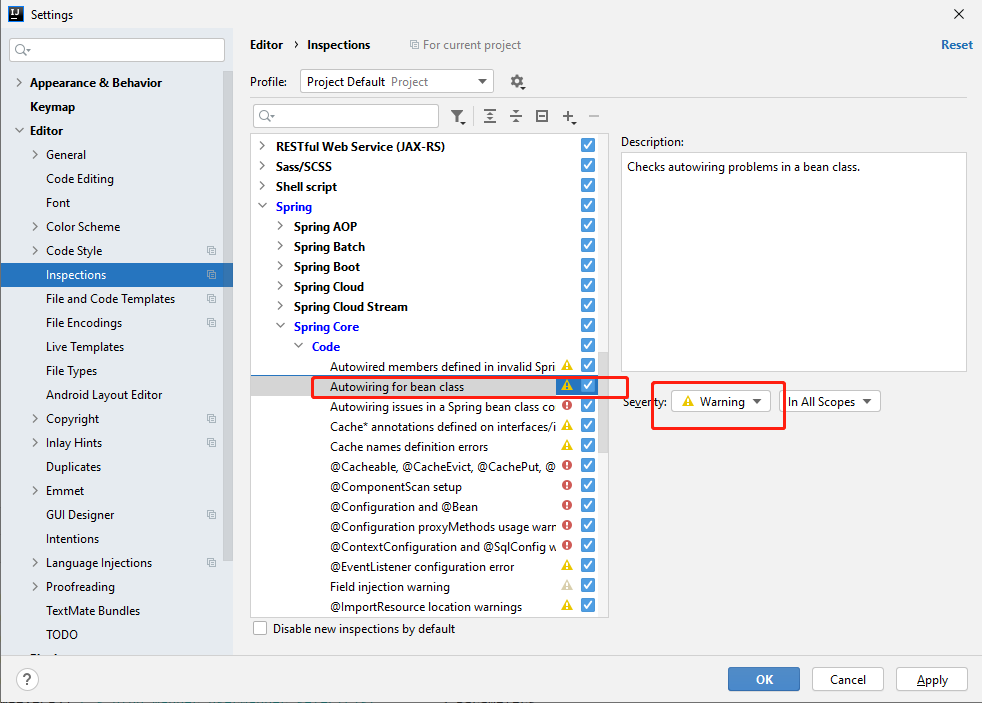 Settings
Editor › Inspections
For current project
Reset
Appearance & Behavior
Keymap
Editor
General
Code Editing
Font
Color Scheme
Code Style
Inspections
File and Code Templates
File Encodings
Live Templates
File Types
Android Layout Editor
Copyright
Inlay Hints
Duplicates
Emmet
GUI Designer
Intentions
Language Injections
Proofreading
TextMate Bundles
TODO
Profile: Project Default Project
RESTful Web Service (JAX-RS)
Sass/SCSS
Shell script
Spring
Spring AOP
Spring Batch
Spring Boot
Spring Cloud
Spring Cloud Stream
Spring Core
Code
Autowired members defined in invalid Spri
Autowiring for bean class
Autowiring issues in a Spring bean class co
Cache* annotations defined on interfaces/i
Cache names definition errors
@Cacheable, @CacheEvict, @CachePut, @
@ComponentScan setup
@Configuration and @Bean
@Configuration proxyMethods usage warn
@ContextConfiguration and @SqlConfig w
@EventListener configuration error
Field injection warning
@ImportResource location warnings
Disable new inspections by default
Description:
Checks autowiring problems in a bean class.
Severity: Warning In All Scopes
? OK Cancel Apply